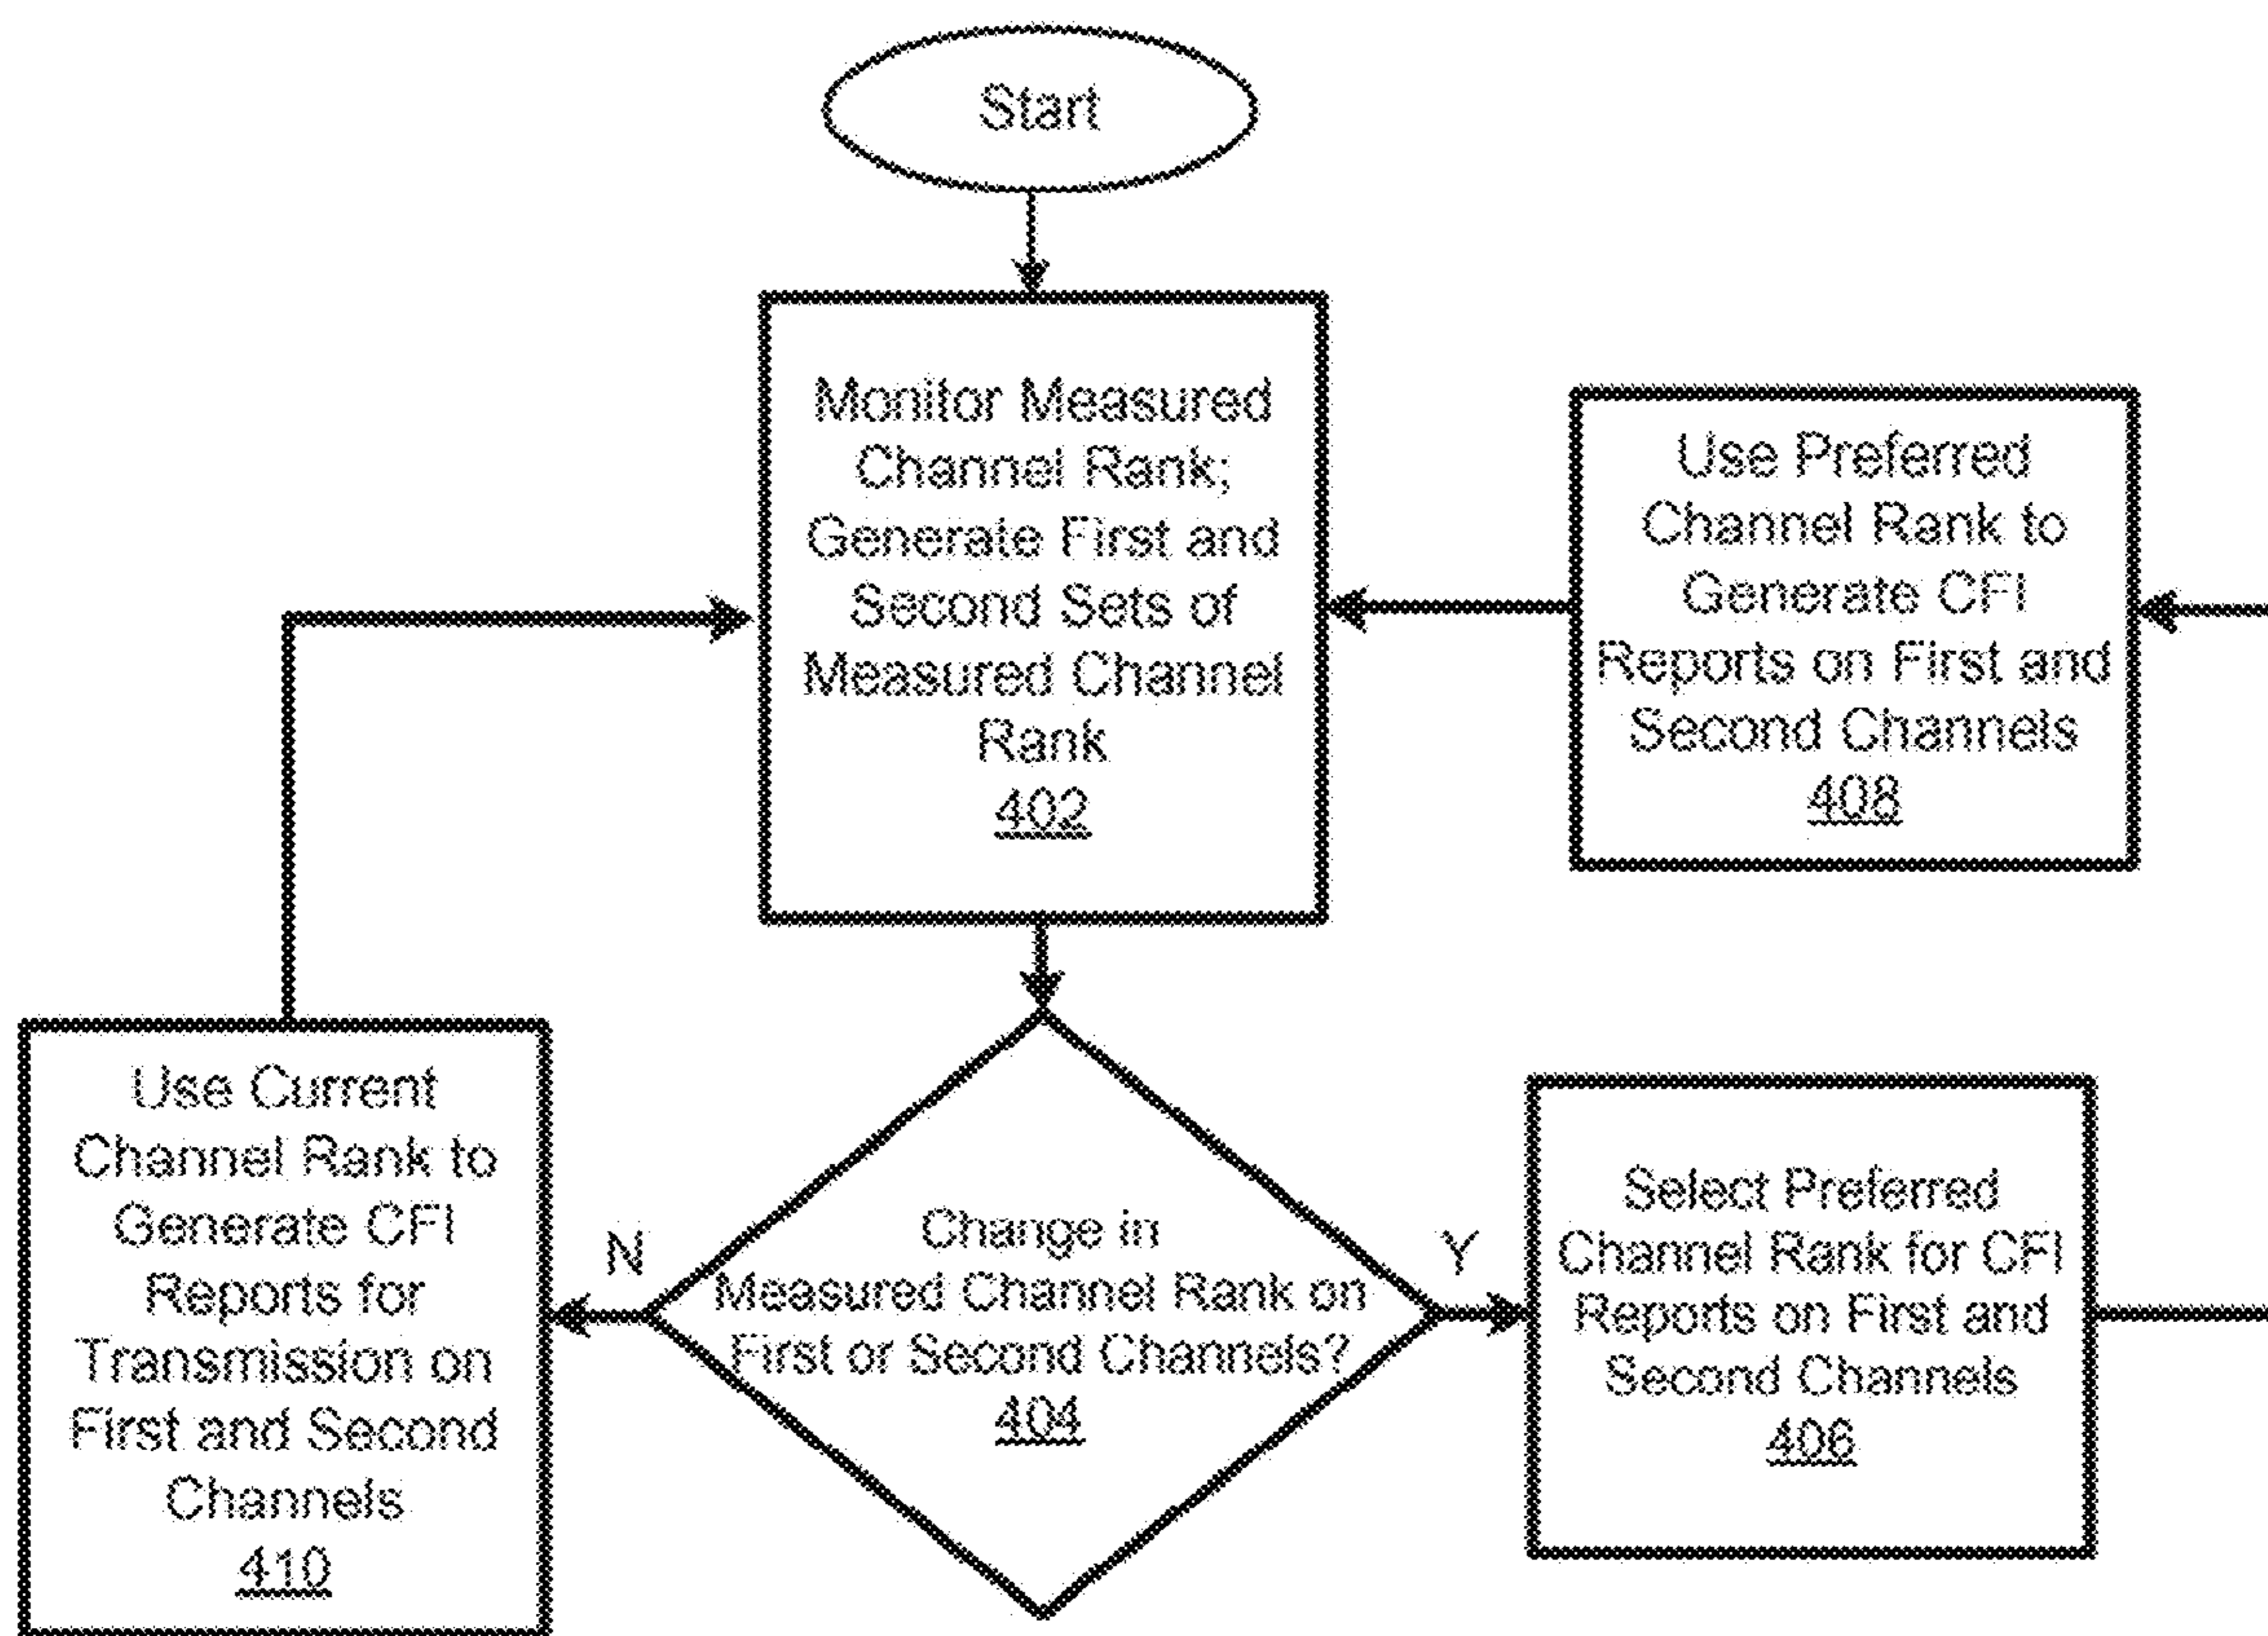 Start
Monitor Measured
Channel Rank;
Generate First and
Second Sets of
Measured Channel
Rank
402
Use Preferred
Channel Rank to
Generate CFI
Reports on First and
Second Channels
408
Use Current
Channel Rank to
Generate CFI
Reports for
Transmission on
First and Second
Channels
410
N
Change in
Measured Channel Rank on
First or Second Channels?
404
Y
Select Preferred
Channel Rank for CFI
Reports on First and
Second Channels
406